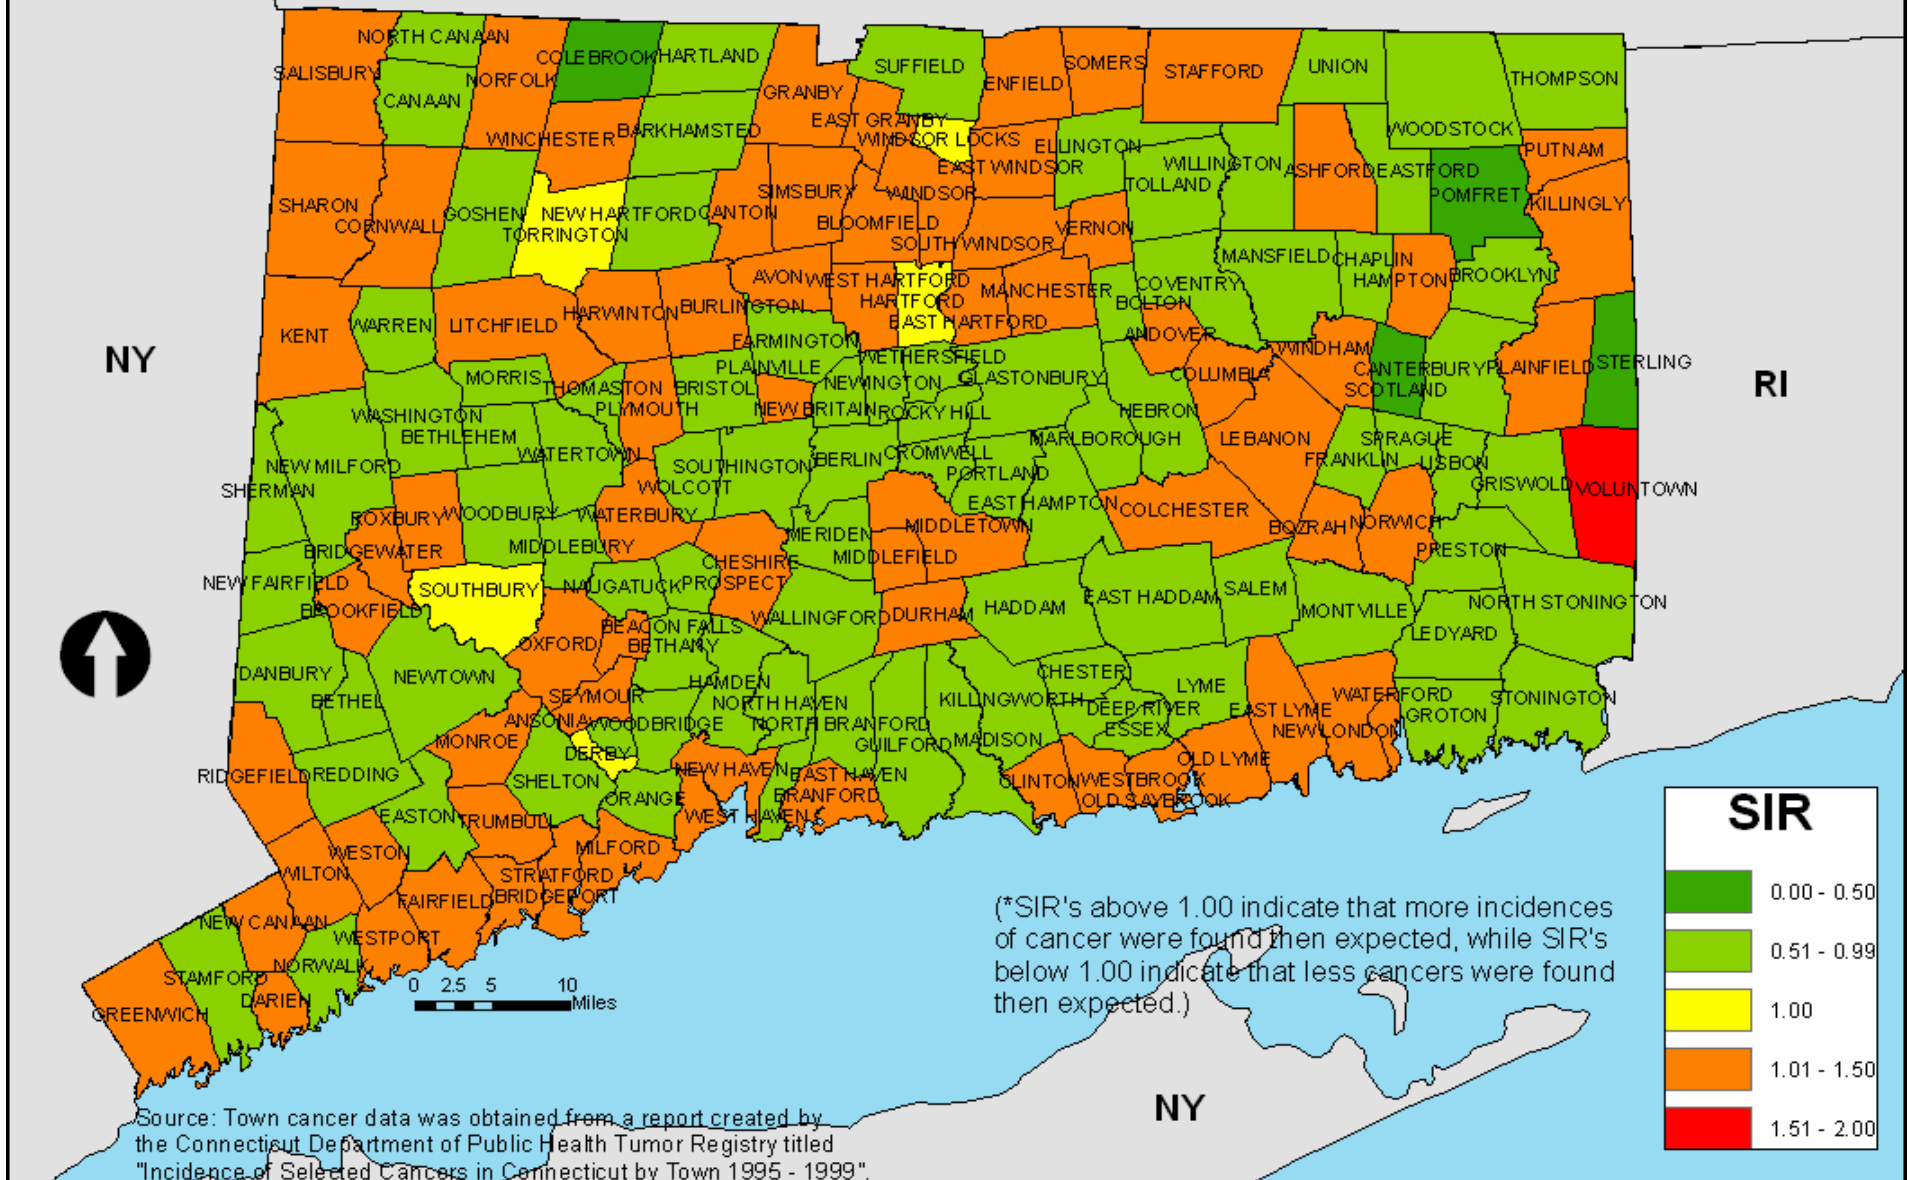 NORTH CANAAN
COLEBROOK
HARTLAND
SALISBURY
NORFOLK
CANAAN
GRANBY
SUFFIELD
ENFIELD
SOMERS
STAFFORD
UNION
THOMPSON
WINCHESTER
BARKHAMSTED
EAST GRANBY
WINDSOR LOCKS
ELLINGTON
WOODSTOCK
EAST WINDSOR
WILLINGTON
ASHFORD
EASTFORD
PUTNAM
TOLLAND
POMFRET
KILLINGLY
SHARON
CORNWALL
GOSHEN
NEW HARTFORD
TORRINGTON
CANTON
SIMSBURY
WINDSOR
BLOOMFIELD
SOUTH WINDSOR
VERNON
MANSFIELD
CHAPLIN
HAMPTON
BROOKLYN
AVON
WEST HARTFORD
HARTFORD
MANCHESTER
COVENTRY
BOLTON
KENT
WARREN
LITCHFIELD
HARWINTON
BURLINGTON
EAST HARTFORD
ANDOVER
FARMINGTON
WINDHAM
CANTERBURY
PLAINFIELD
STERLING
SCOTLAND
NY
RI
MORRIS
THOMASTON
PLYMOUTH
BRISTOL
PLAINVILLE
WETHERSFIELD
NEWINGTON
GLASTONBURY
COLUMBIA
NEW BRITAIN
ROCKY HILL
HEBRON
WASHINGTON
BETHLEHEM
WATERTOWN
NEW MILFORD
SHERMAN
SOUTHINGTON
BERLIN
CROMWELL
PORTLAND
MARLBOROUGH
LEBANON
SPRAGUE
FRANKLIN
LISBON
GRISWOLD
VOLUNTOWN
WOLCOTT
EAST HAMPTON
COLCHESTER
BOZRAH
NORWICH
ROXBURY
WOODBURY
WATERBURY
MIDDLETOWN
MERIDEN
MIDDLEFIELD
BRIDGEWATER
MIDDLEBURY
CHESHIRE
PRESTON
NEW FAIRFIELD
SOUTHBURY
NAUGATUCK
PROSPECT
BROOKFIELD
WALLINGFORD
DURHAM
HADDAM
EAST HADDAM
SALEM
MONTVILLE
NORTH STONINGTON
LEDYARD
OXFORD
BEACON FALLS
BETHANY
DANBURY
BETHEL
NEWTOWN
SEYMOUR
HAMDEN
NORTH HAVEN
KILLINGWORTH
CHESTER
DEEP RIVER
ESSEX
LYME
EAST LYME
WATERFORD
NEW LONDON
GROTON
STONINGTON
MONROE
ANSONIA
WOODBRIDGE
NORTH BRANFORD
GUILFORD
MADISON
DERBY
RIDGEFIELD
REDDING
SHELTON
NEW HAVEN
EAST HAVEN
BRANFORD
CLINTON
WESTBROOK
OLD SAYBROOK
OLD LYME
ORANGE
WEST HAVEN
EASTON
TRUMBULL
WESTON
WILTON
MILFORD
STRATFORD
BRIDGEPORT
FAIRFIELD
NEW CANAAN
WESTPORT
NORWALK
STAMFORD
DARIEN
GREENWICH
0 2.5 5 10
Miles
(*SIR's above 1.00 indicate that more incidences
of cancer were found then expected, while SIR's
below 1.00 indicate that less cancers were found
then expected.)
NY
SIR
0.00 - 0.50
0.51 - 0.99
1.00
1.01 - 1.50
1.51 - 2.00
Source: Town cancer data was obtained from a report created by
the Connecticut Department of Public Health Tumor Registry titled
"Incidence of Selected Cancers in Connecticut by Town 1995 - 1999".